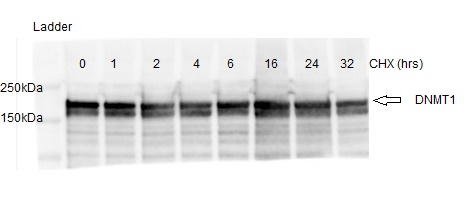 Ladder
0 1 2 4 6 16 24 32 CHX (hrs)
250kDa
DNMT1
150kDa